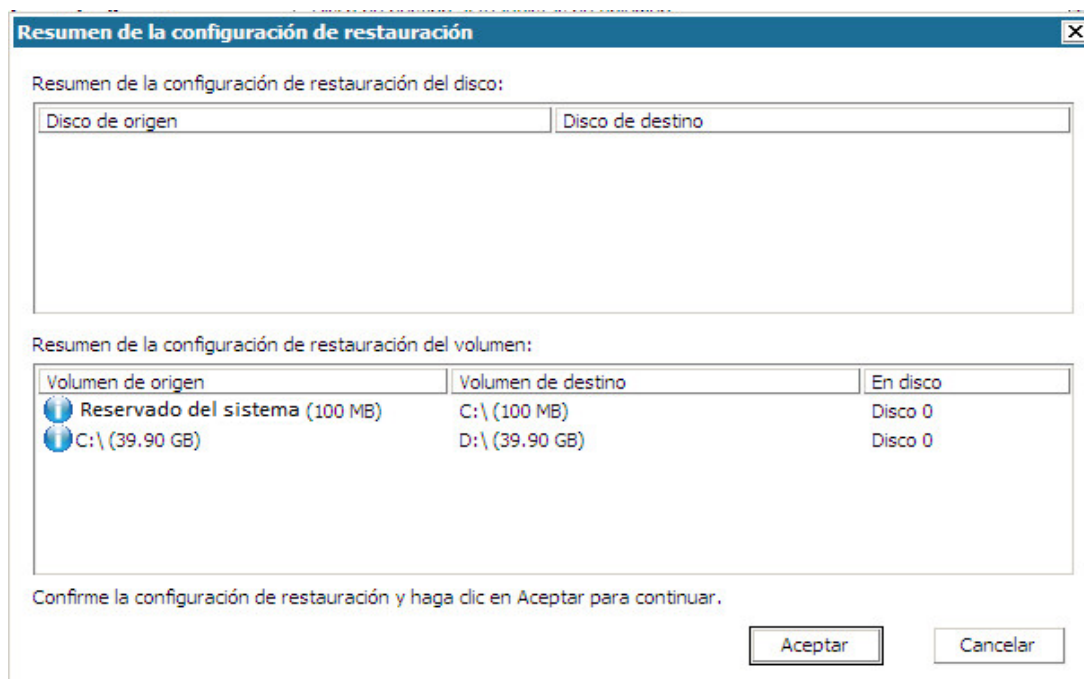 Resumen de la configuración de restauración
Resumen de la configuración de restauración del disco:
Disco de origen Disco de destino
Resumen de la configuración de restauración del volumen:
Volumen de origen Volumen de destino En disco
Reservado del sistema (100 MB) C:\ (100 MB) Disco 0
C:\ (39.90 GB) D:\ (39.90 GB) Disco 0
Confirme la configuración de restauración y haga clic en Aceptar para continuar.
Aceptar Cancelar